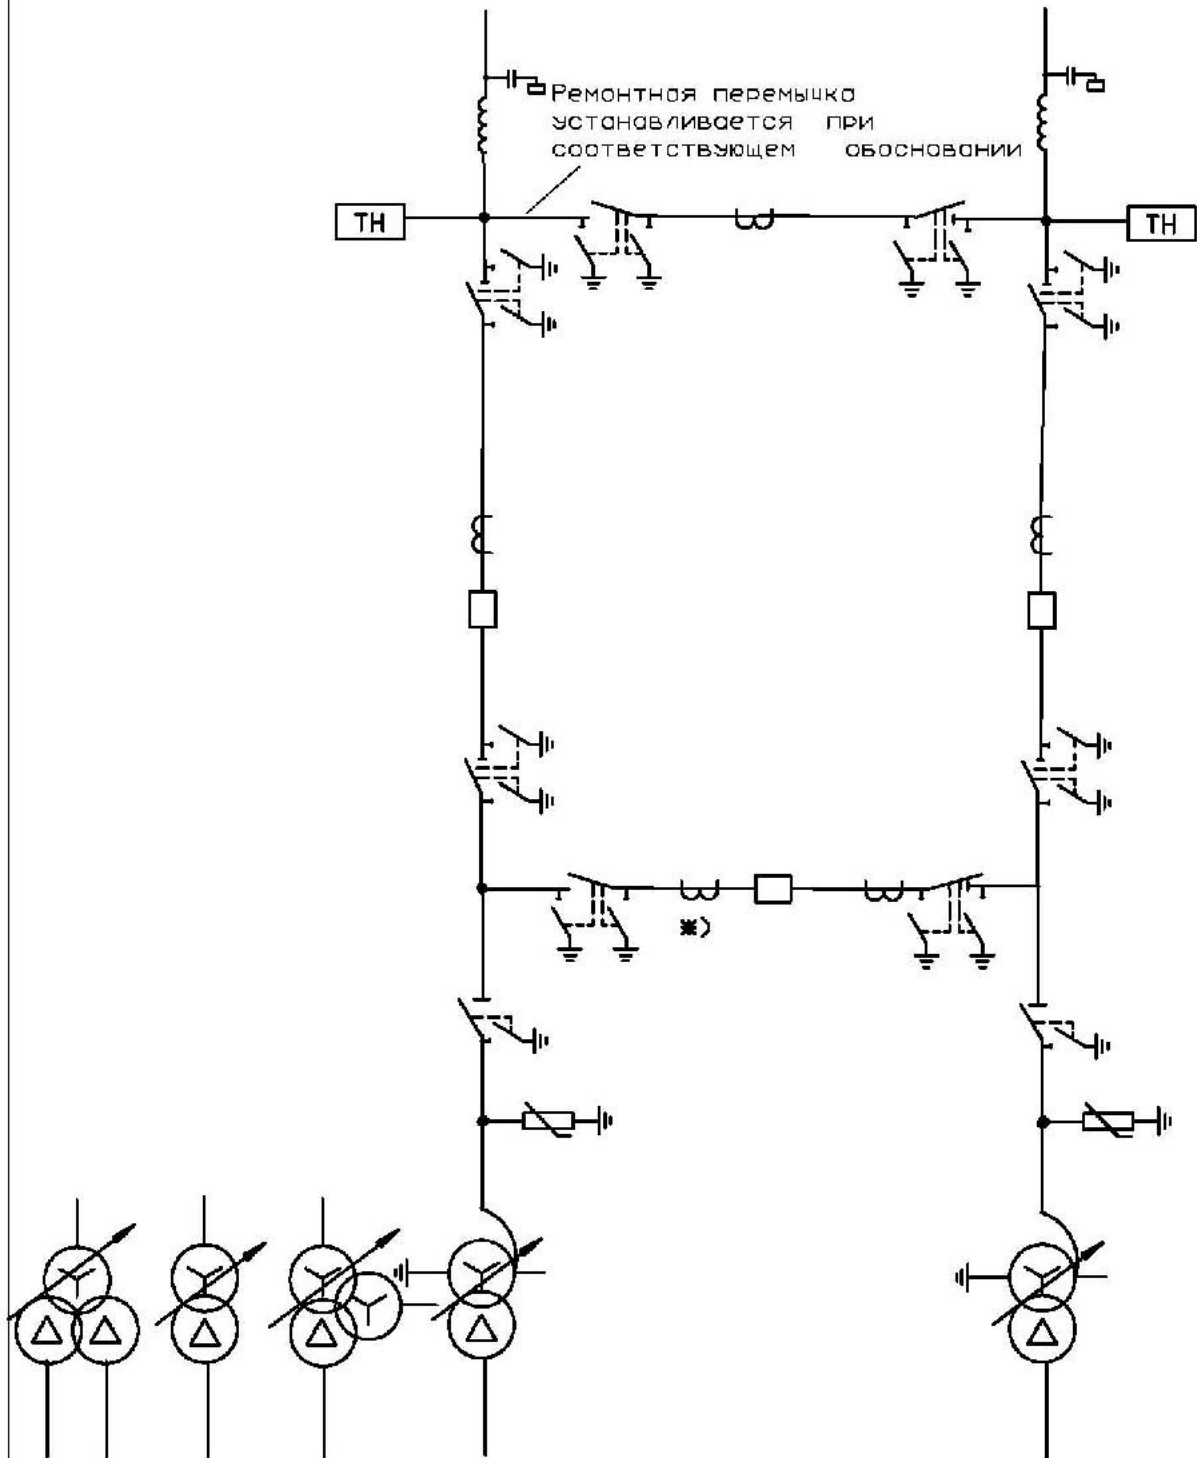 Ремонтная перемычка
устанавливается при
соответствующем обосновании
ТН
ТН
ж)